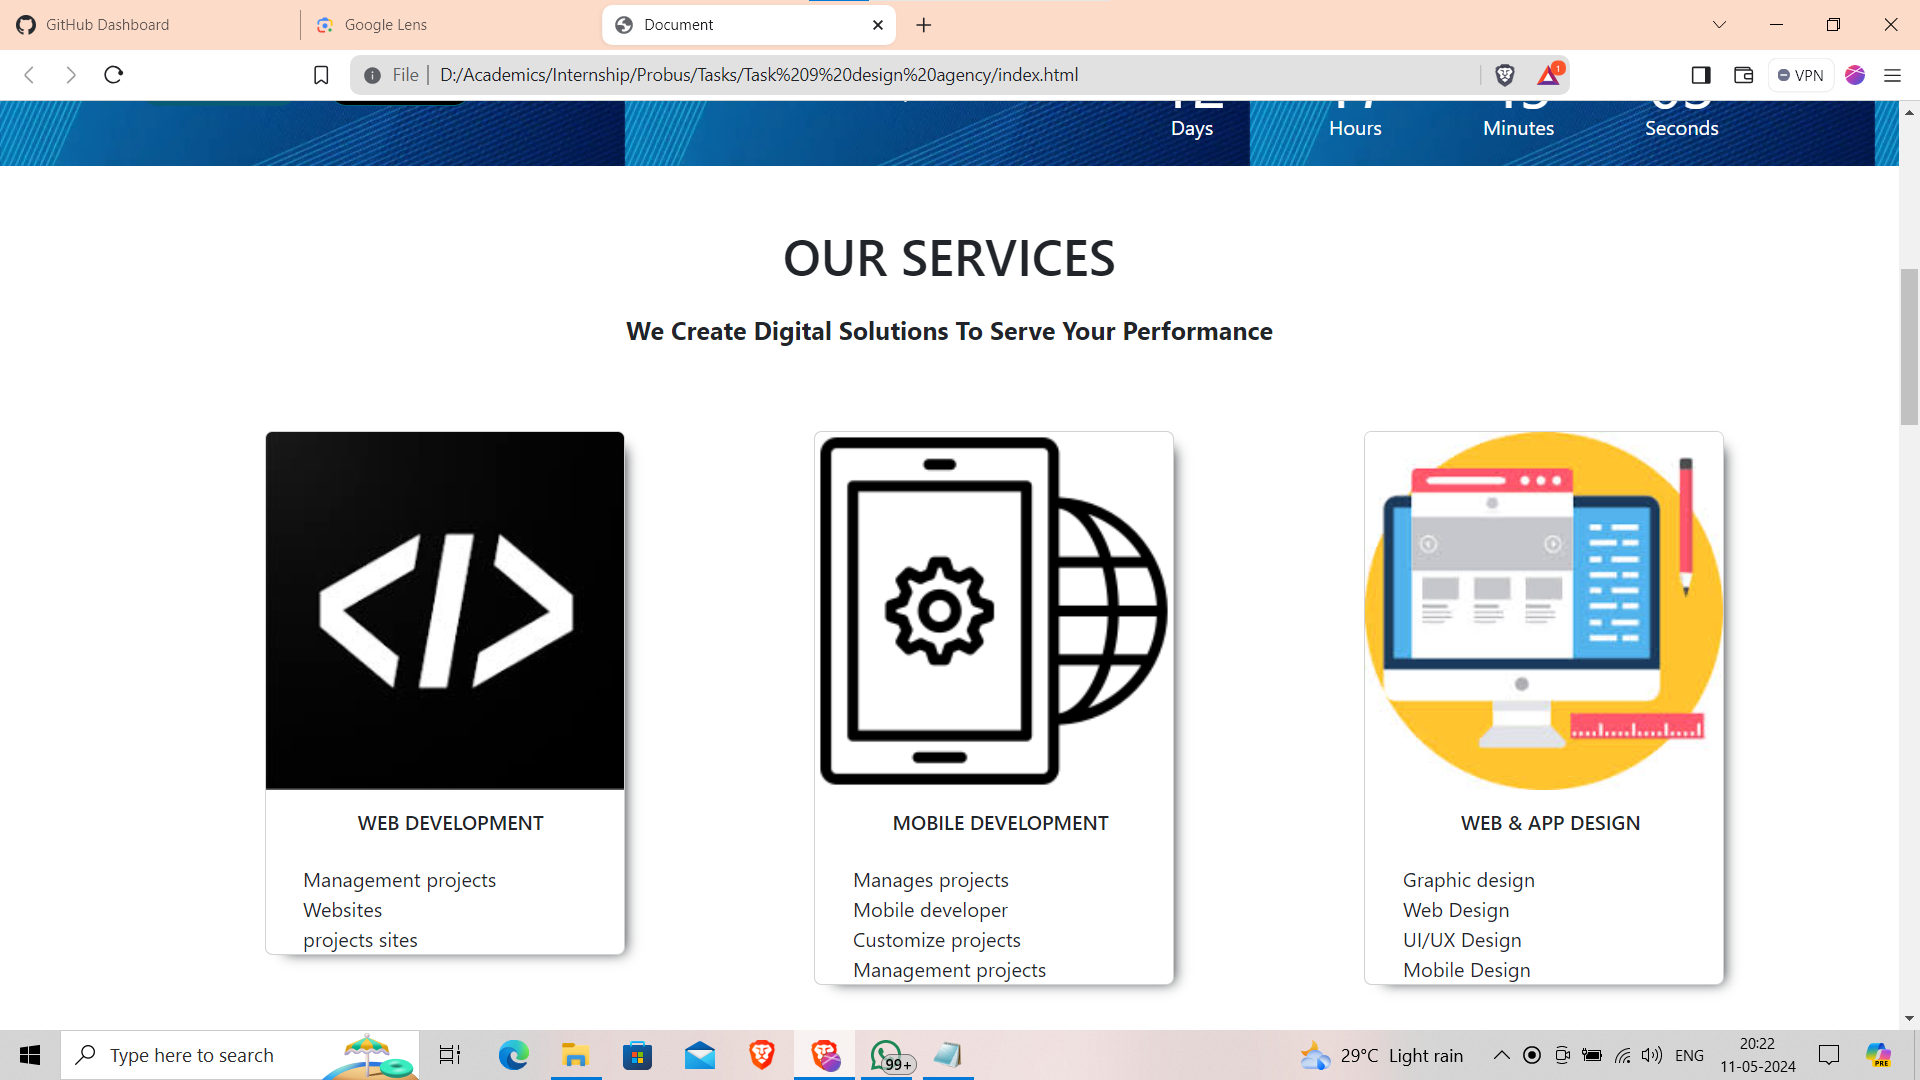 GitHub Dashboard
Google Lens
Document
File
D:/Academics/Internship/Probus/Tasks/Task%209%20design%20agency/index.html
1
VPN
Days
Hours
Minutes
Seconds
OUR SERVICES
We Create Digital Solutions To Serve Your Performance
WEB DEVELOPMENT
Management projects
Websites
projects sites
MOBILE DEVELOPMENT
Manages projects
Mobile developer
Customize projects
Management projects
WEB & APP DESIGN
Graphic design
Web Design
UI/UX Design
Mobile Design
Type here to search
99+
29°C Light rain
ENG
20:22
11-05-2024
PRE